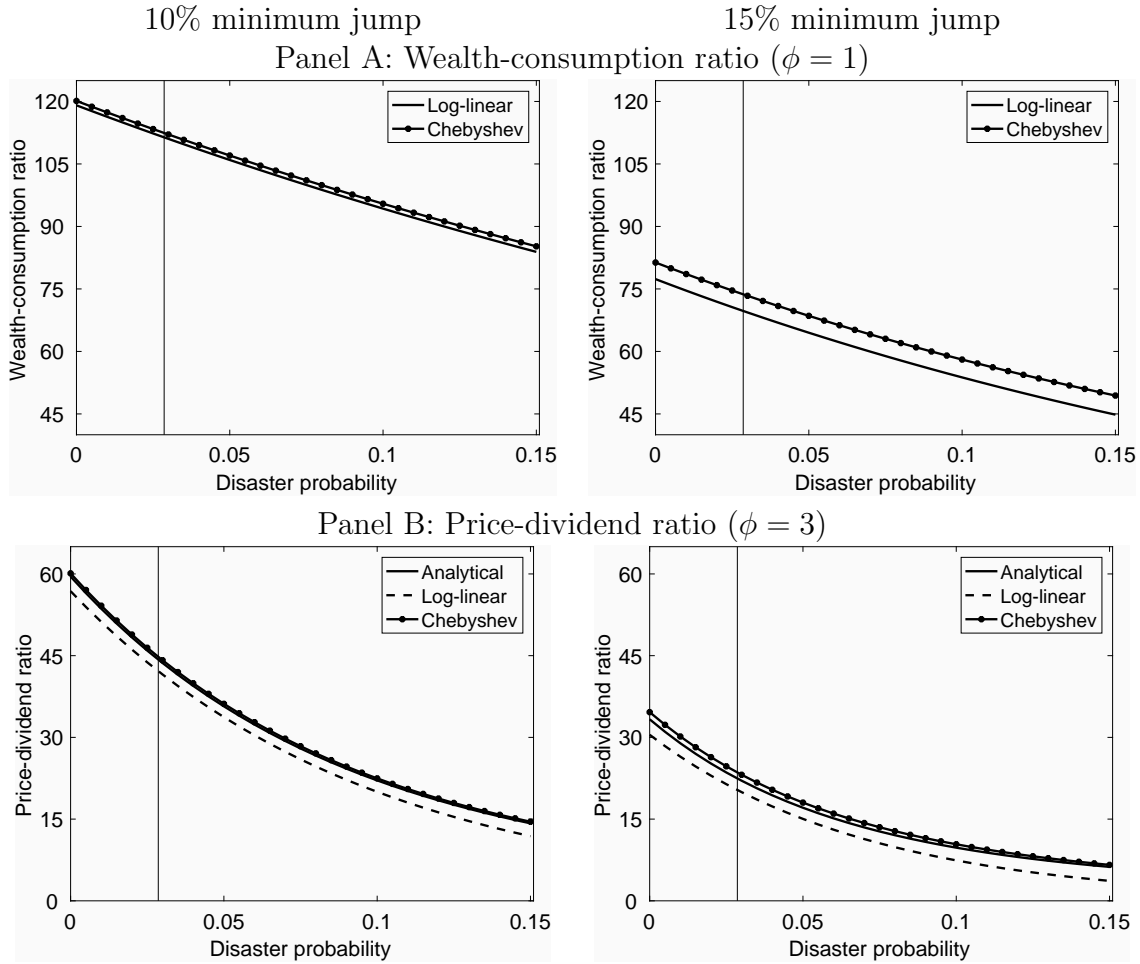 10% minimum jump 15% minimum jump
Panel A: Wealth-consumption ratio (ϕ = 1)
Wealth-consumption ratio
120
105
90
75
60
45
0 0.05 0.1 0.15
Disaster probability
Log-linear
Chebyshev
Wealth-consumption ratio
120
105
90
75
60
45
0 0.05 0.1 0.15
Disaster probability
Log-linear
Chebyshev
Panel B: Price-dividend ratio (ϕ = 3)
Price-dividend ratio
60
45
30
15
0
0 0.05 0.1 0.15
Disaster probability
Analytical
Log-linear
Chebyshev
Price-dividend ratio
60
45
30
15
0
0 0.05 0.1 0.15
Disaster probability
Analytical
Log-linear
Chebyshev